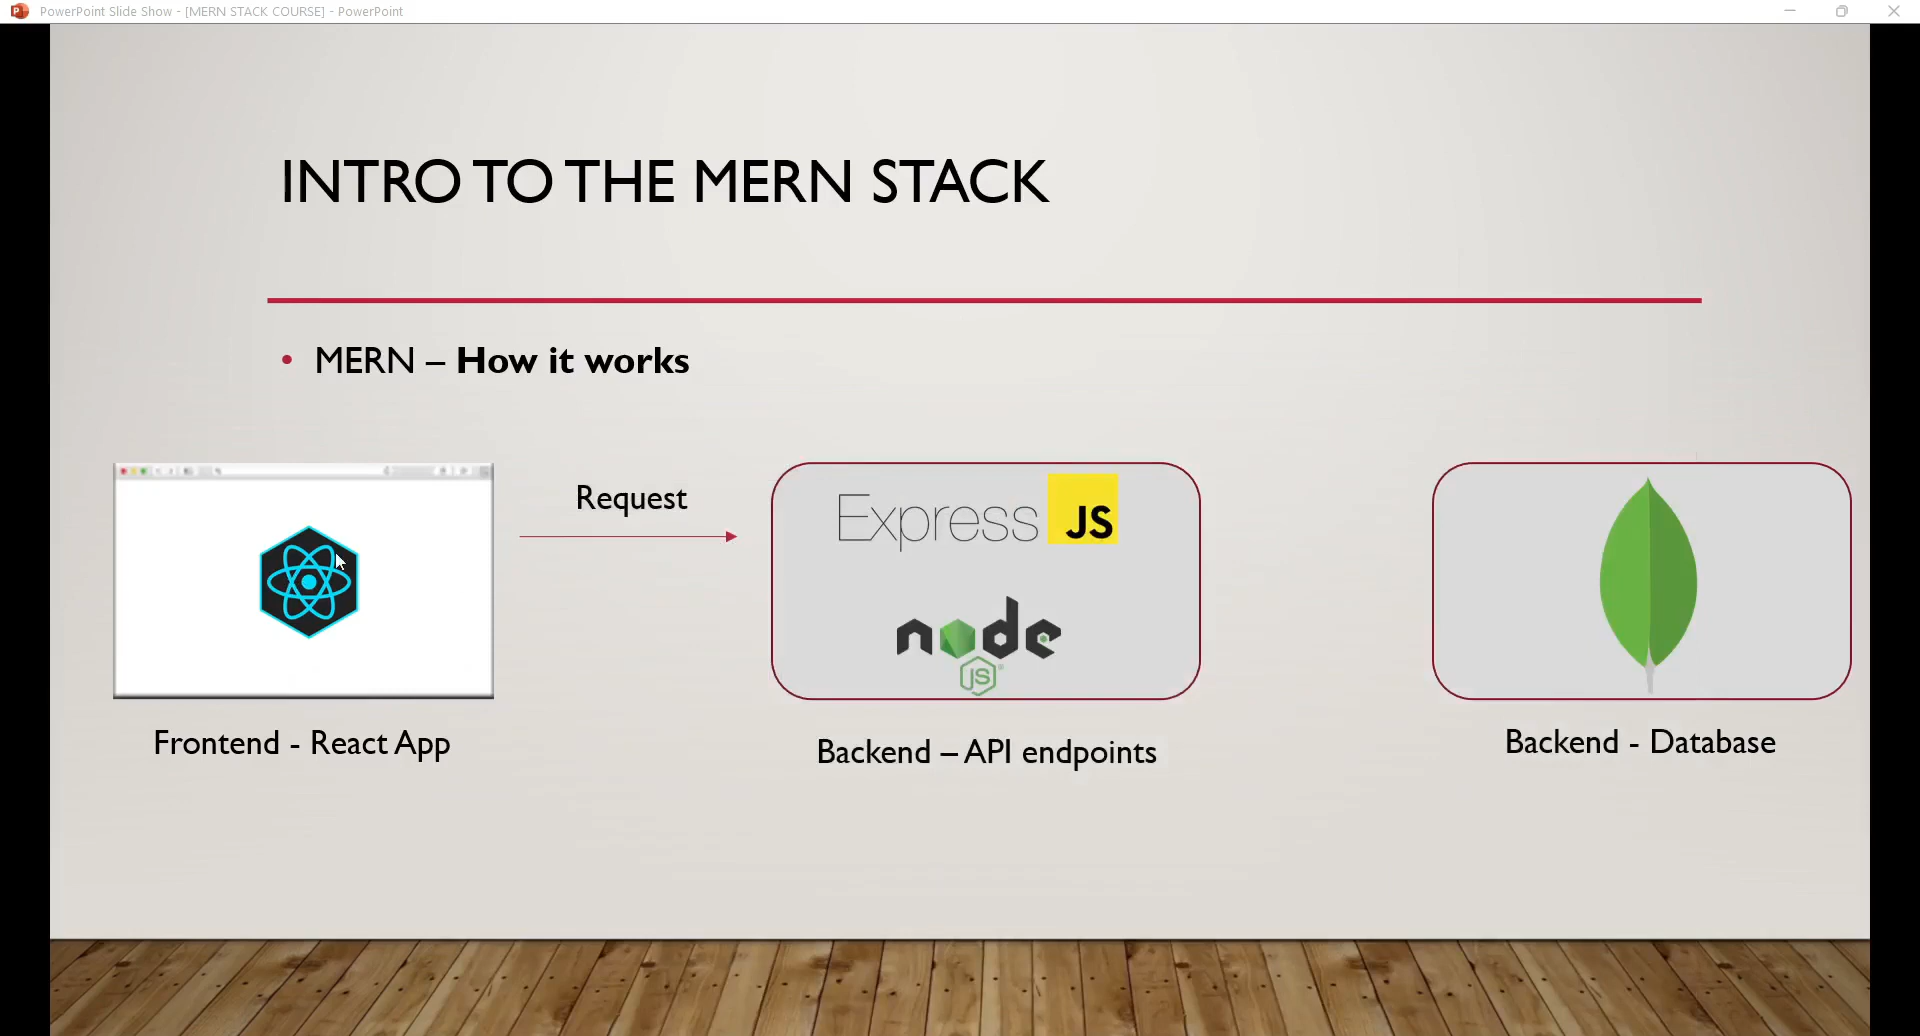 PowerPoint Slide Show - [MERN STACK COURSE] - PowerPoint
INTRO TO THE MERN STACK
• MERN – How it works
Request
Express JS
node
JS
Frontend - React App
Backend – API endpoints
Backend - Database